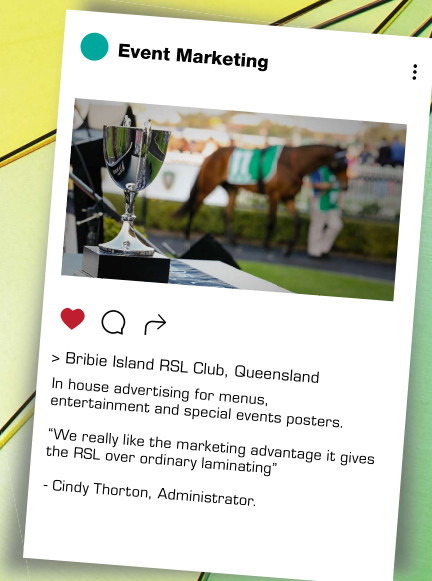 Event Marketing
> Bribie Island RSL Club, Queensland
In house advertising for menus,
entertainment and special events posters.
“We really like the marketing advantage it gives
the RSL over ordinary laminating”
- Cindy Thorton, Administrator.